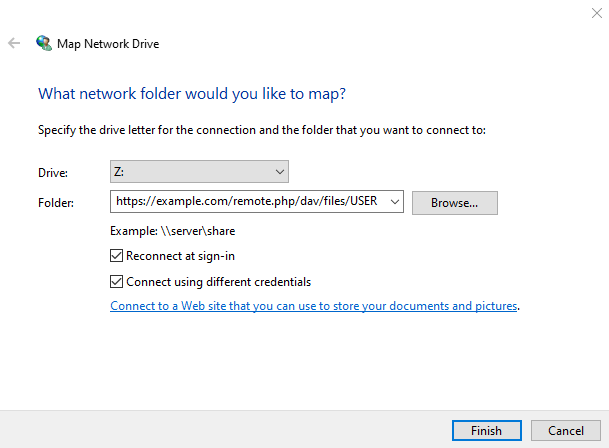 Map Network Drive
What network folder would you like to map?
Specify the drive letter for the connection and the folder that you want to connect to:
Drive: Z:
Folder: https://example.com/remote.php/dav/files/USER Browse...
Example: \\server\share
Reconnect at sign-in
Connect using different credentials
Connect to a Web site that you can use to store your documents and pictures.
Finish Cancel